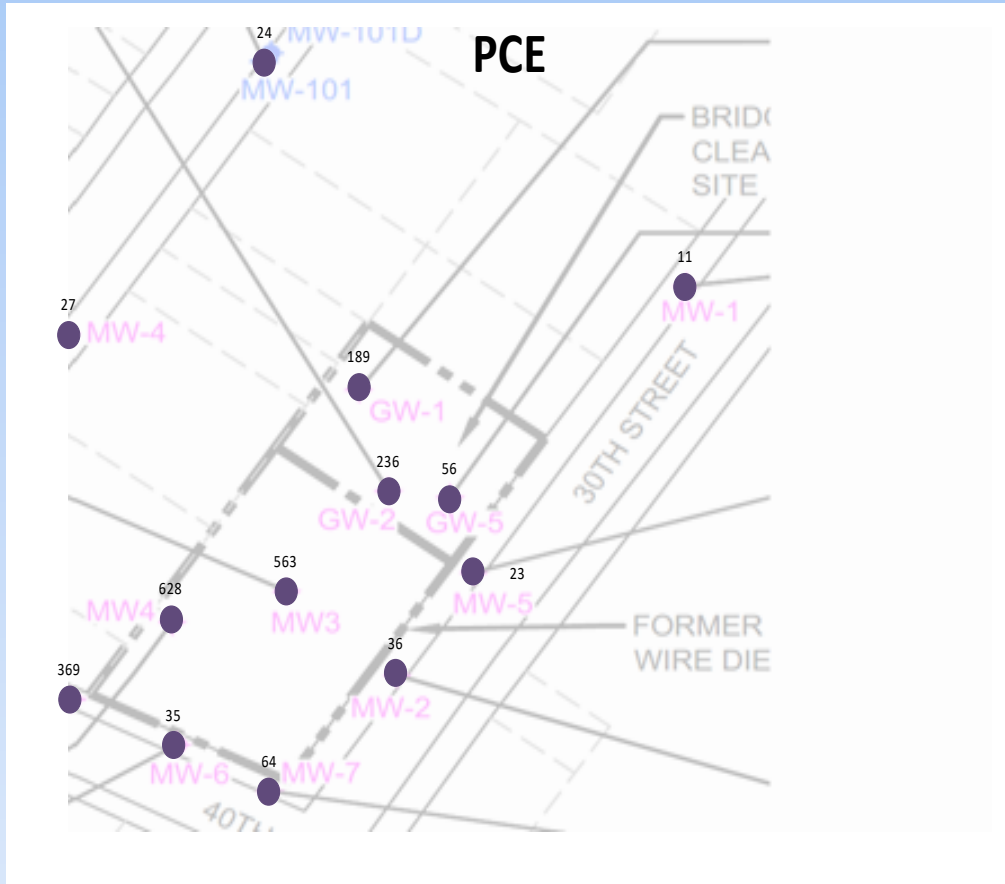 24
MW-101D
PCE
MW-101
BRIDG
CLEA
SITE
11
MW-1
27
MW-4
189
GW-1
30TH STREET
236
56
GW-2
GW-5
563
23
628
MW-5
MW4
MW3
FORMER
WIRE DIE
36
369
MW-2
35
64
MW-6
MW-7
40TH